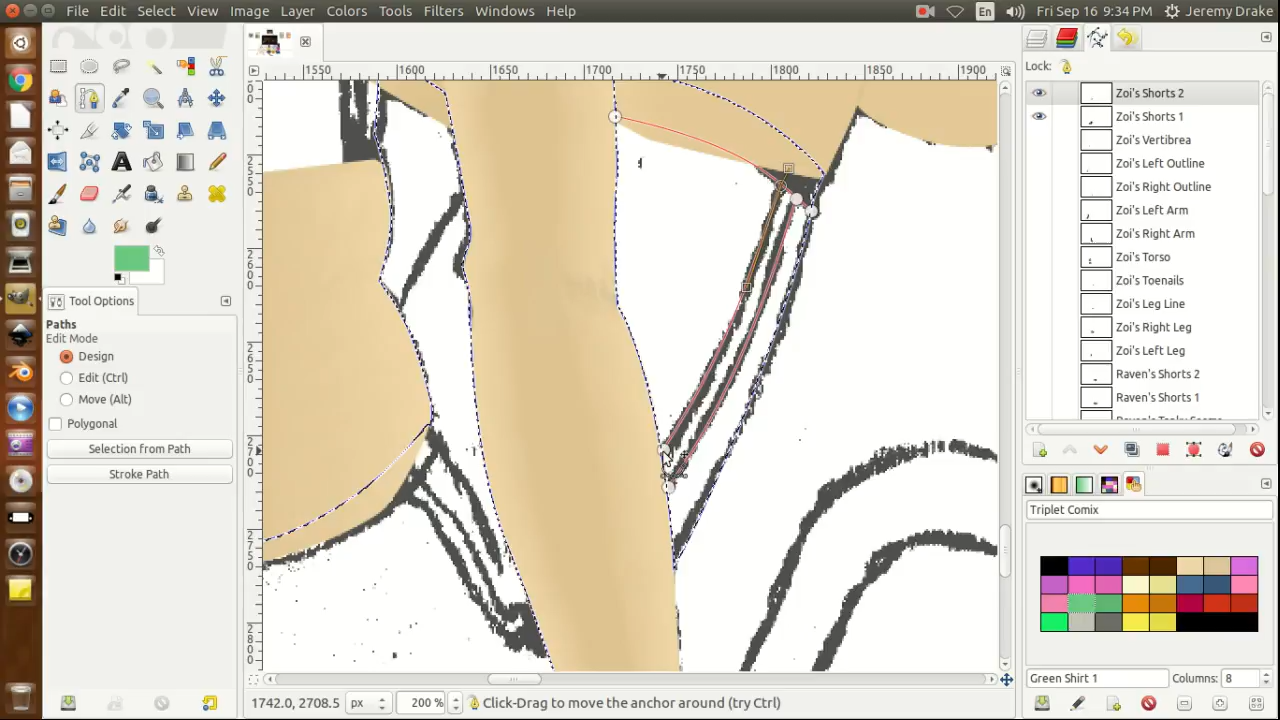 File Edit Select View Image Layer Colors Tools Filters Windows Help
En Fri Sep 16 9:34 PM Jeremy Drake
1550 1600 1650 1700 1750 1800 1850 1900
Lock:
Zoi's Shorts 2
Zoi's Shorts 1
Zoi's Vertibrea
Zoi's Left Outline
Zoi's Right Outline
Zoi's Left Arm
Zoi's Right Arm
Zoi's Torso
Zoi's Toenails
Zoi's Leg Line
Zoi's Right Leg
Zoi's Left Leg
Raven's Shorts 2
Raven's Shorts 1
Tool Options
Paths
Edit Mode
Design
Edit (Ctrl)
Move (Alt)
Polygonal
Selection from Path
Stroke Path
Triplet Comix
Green Shirt 1 Columns: 8
1742.0, 2708.5 px 200 % Click-Drag to move the anchor around (try Ctrl)